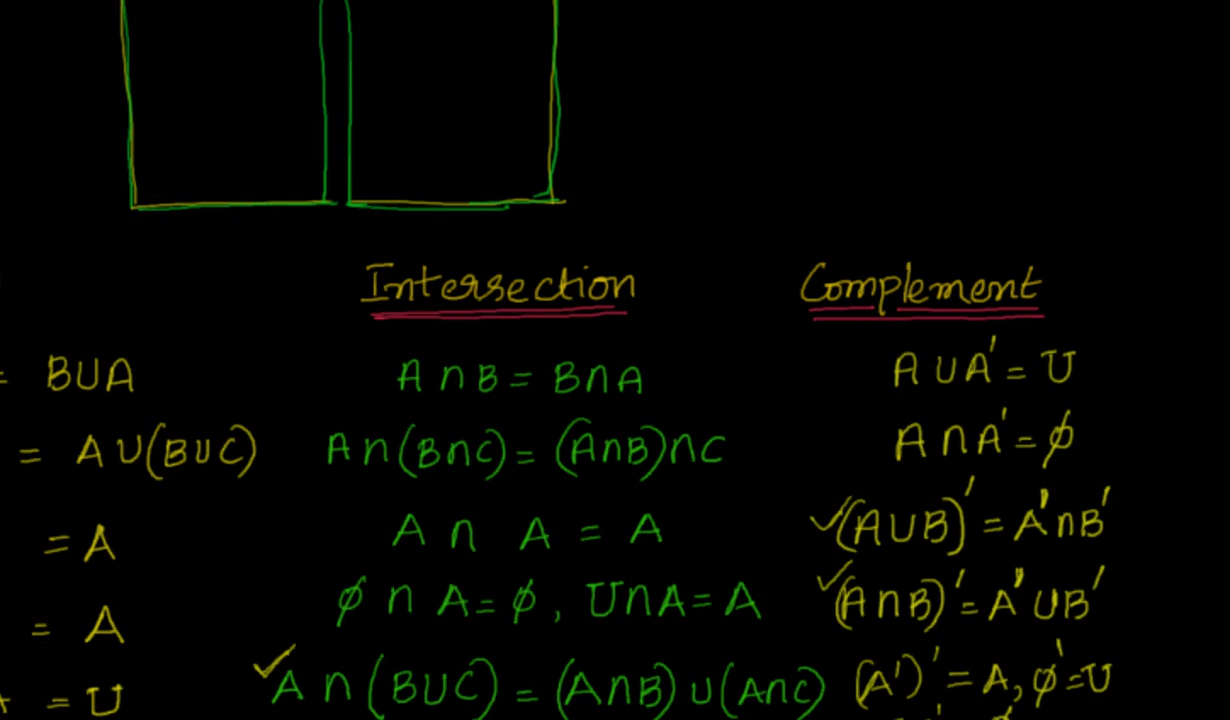 Intersection Complement
= BUA A∩B = B∩A A∪A' = U
= A∪(B∪C) A∩(B∩C) = (A∩B)∩C A∩A' = ϕ
= A A ∩ A = A ✓(A∪B)' = A'∩B'
= A ϕ ∩ A = ϕ, U∩A = A ✓(A∩B)' = A'∪B'
= U ✓A∩(B∪C) = (A∩B)∪(A∩C) (A')' = A, ϕ' = U